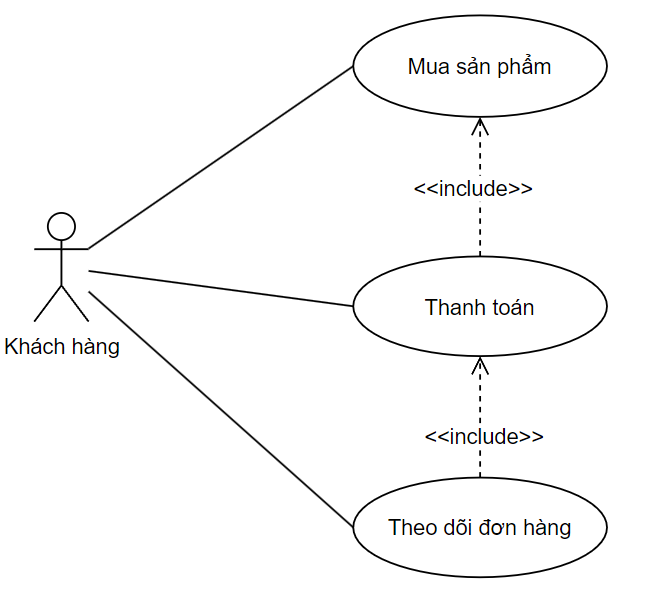 Mua sản phẩm
<<include>>
Thanh toán
Khách hàng
<<include>>
Theo dõi đơn hàng